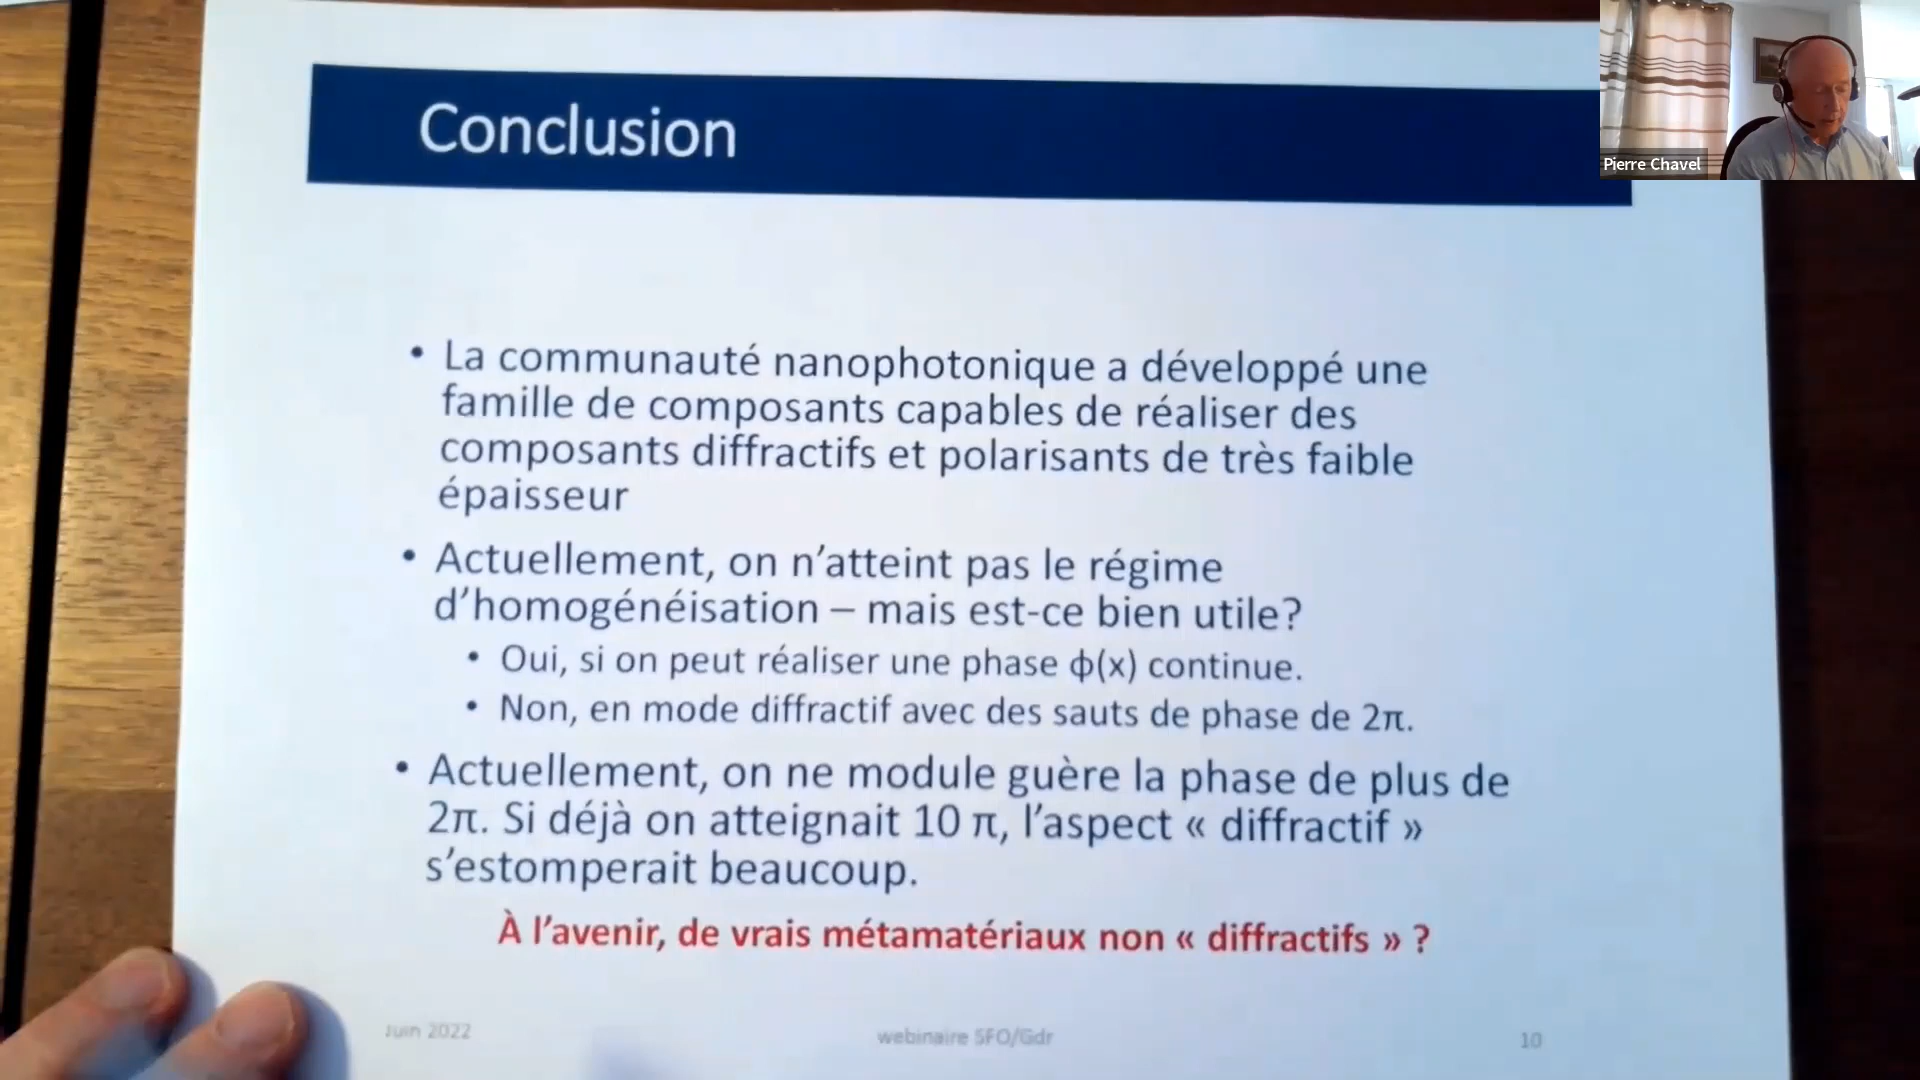 Conclusion
Pierre Chavel
• La communauté nanophotonique a développé une
famille de composants capables de réaliser des
composants diffractifs et polarisants de très faible
épaisseur
• Actuellement, on n’atteint pas le régime
d’homogénéisation – mais est-ce bien utile?
• Oui, si on peut réaliser une phase ϕ(x) continue.
• Non, en mode diffractif avec des sauts de phase de 2π.
• Actuellement, on ne module guère la phase de plus de
2π. Si déjà on atteignait 10 π, l’aspect « diffractif »
s’estomperait beaucoup.
À l’avenir, de vrais métamatériaux non « diffractifs » ?
Juin 2022
webinaire SFO/Gdr
10